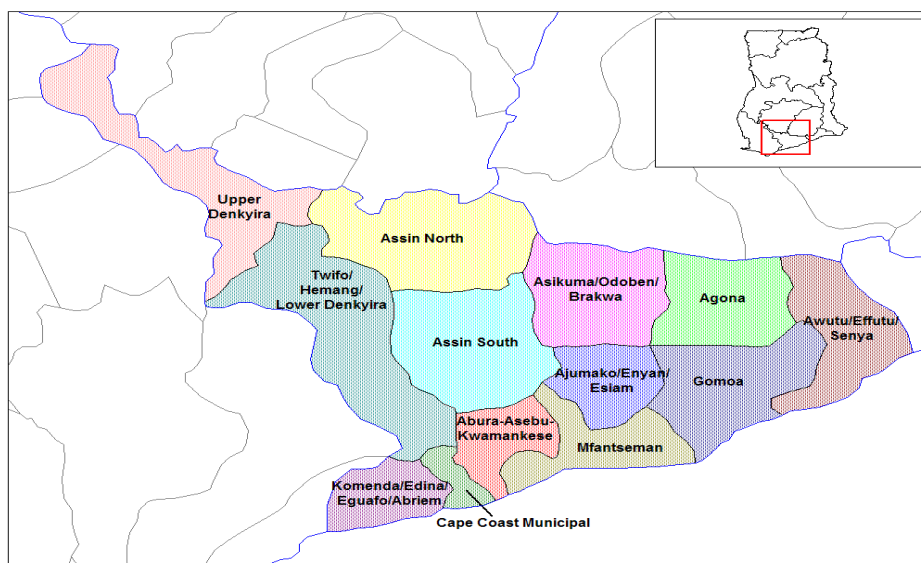 Upper
Denkyira
Assin North
Twifo/
Hemang/
Lower Denkyira
Asikuma/Odoben/
Brakwa
Agona
Awutu/Effutu/
Senya
Assin South
Ajumako/Enyan/
Esiam
Gomoa
Abura-Asebu-
Kwamankese
Mfantseman
Komenda/Edina/
Eguafo/Abriem
Cape Coast Municipal